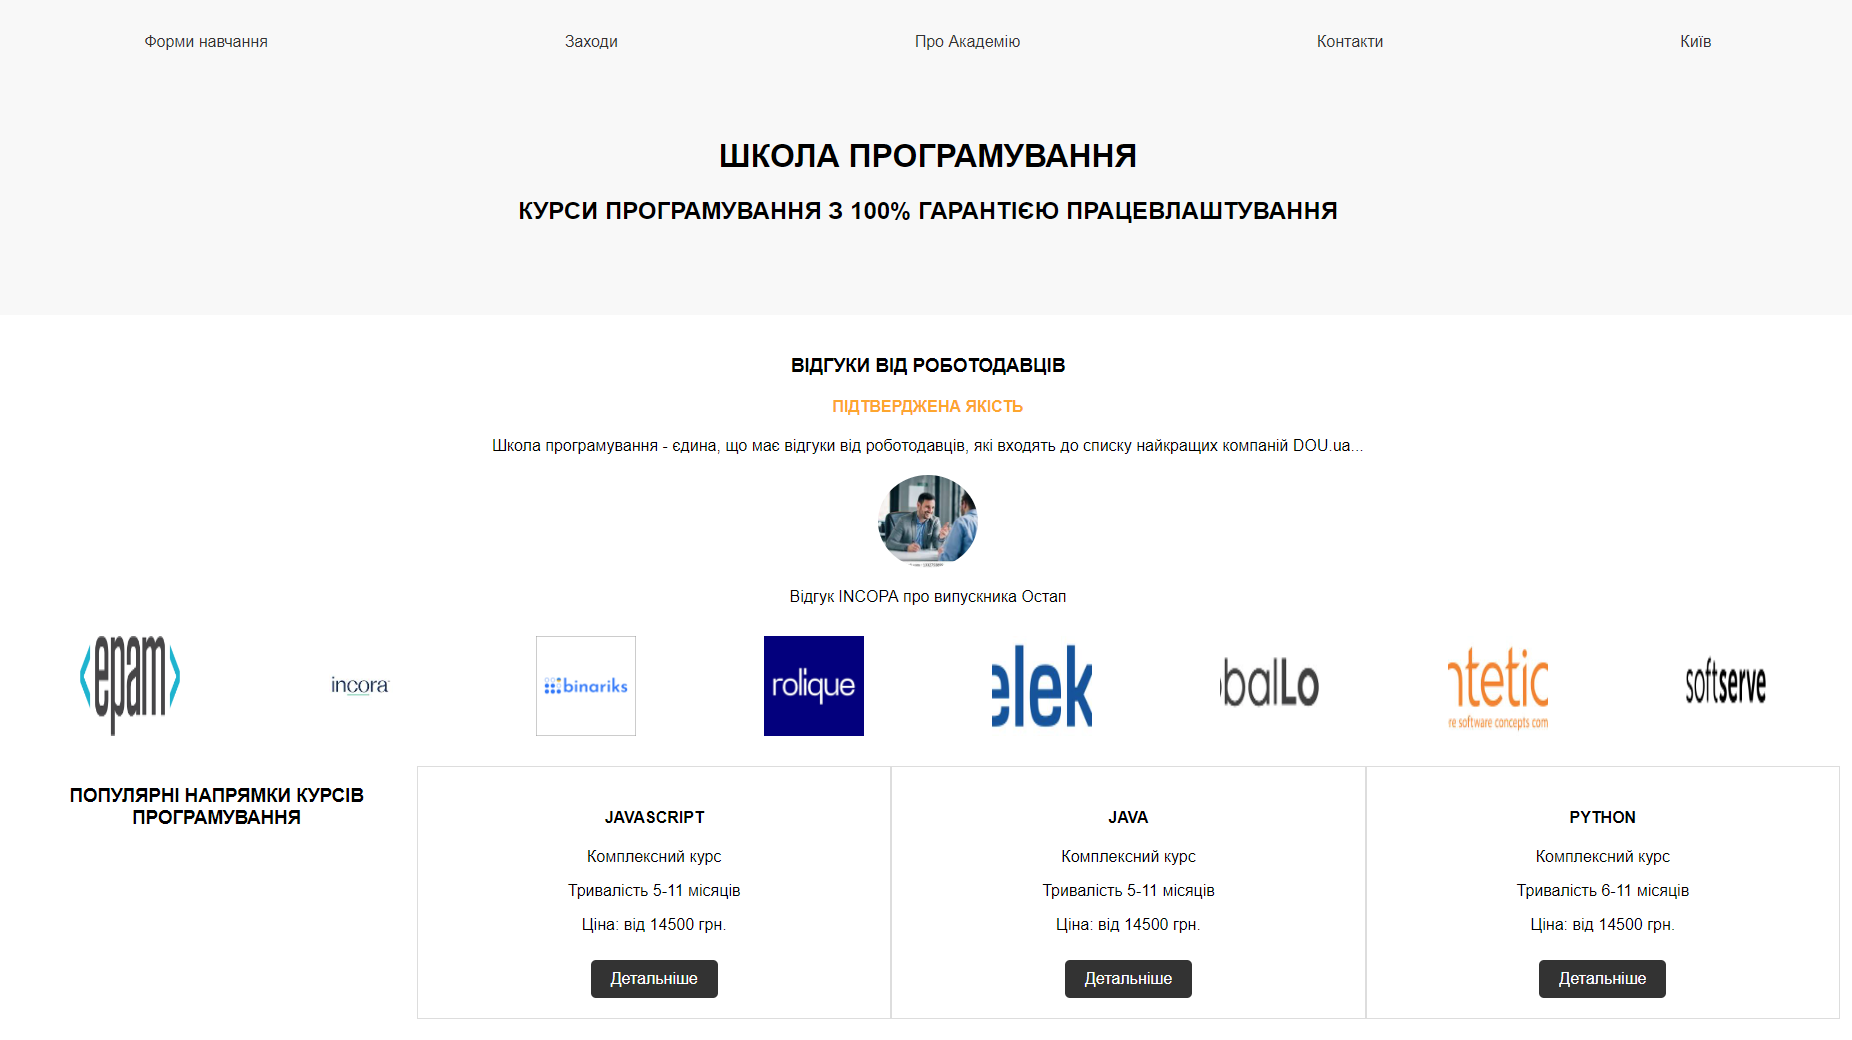 Форми навчання
Заходи
Про Академію
Контакти
Київ
ШКОЛА ПРОГРАМУВАННЯ
КУРСИ ПРОГРАМУВАННЯ З 100% ГАРАНТІЄЮ ПРАЦЕВЛАШТУВАННЯ
ВІДГУКИ ВІД РОБОТОДАВЦІВ
ПІДТВЕРДЖЕНА ЯКІСТЬ
Школа програмування - єдина, що має відгуки від роботодавців, які входять до списку найкращих компаній DOU.ua...
Відгук INCOPA про випускника Остап
epam
incora
binariks
rolique
elek
balLo
ntetic
re software concepts com
softserve
ПОПУЛЯРНІ НАПРЯМКИ КУРСІВ
ПРОГРАМУВАННЯ
JAVASCRIPT
Комплексний курс
Тривалість 5-11 місяців
Ціна: від 14500 грн.
Детальніше
JAVA
Комплексний курс
Тривалість 5-11 місяців
Ціна: від 14500 грн.
Детальніше
PYTHON
Комплексний курс
Тривалість 6-11 місяців
Ціна: від 14500 грн.
Детальніше